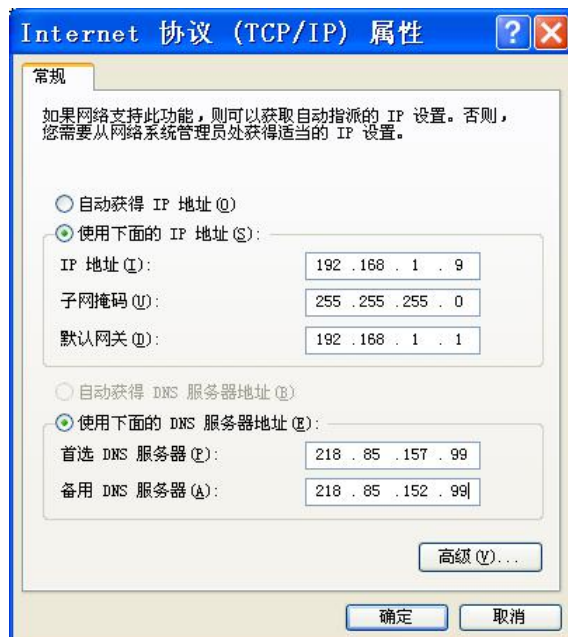 Internet 协议 (TCP/IP) 属性
常规
如果网络支持此功能，则可以获取自动指派的 IP 设置。否则，
您需要从网络系统管理员处获得适当的 IP 设置。
自动获得 IP 地址(O)
使用下面的 IP 地址(S):
IP 地址(I): 192 .168 . 1 . 9
子网掩码(U): 255 .255 .255 . 0
默认网关(D): 192 .168 . 1 . 1
自动获得 DNS 服务器地址(B)
使用下面的 DNS 服务器地址(E):
首选 DNS 服务器(P): 218 . 85 .157 . 99
备用 DNS 服务器(A): 218 . 85 .152 . 99
高级(V)...
确定 取消